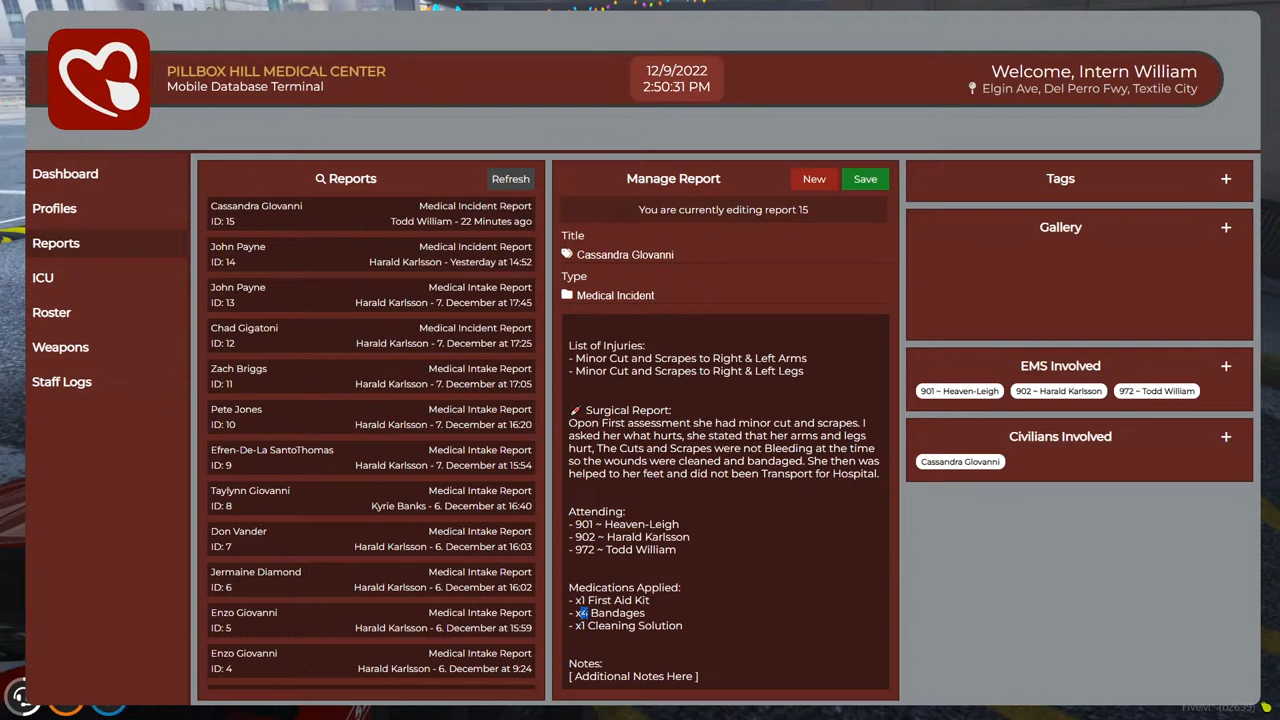 PILLBOX HILL MEDICAL CENTER
Mobile Database Terminal
12/9/2022
2:50:31 PM
Welcome, Intern William
Elgin Ave, Del Perro Fwy, Textile City
Dashboard
Profiles
Reports
ICU
Roster
Weapons
Staff Logs
Reports
Refresh
Cassandra GIovanni Medical Incident Report
ID: 15 Todd William - 22 Minutes ago
John Payne Medical Incident Report
ID: 14 Harald Karlsson - Yesterday at 14:52
John Payne Medical Intake Report
ID: 13 Harald Karlsson - 7. December at 17:45
Chad Gigatoni Medical Incident Report
ID: 12 Harald Karlsson - 7. December at 17:25
Zach Briggs Medical Intake Report
ID: 11 Harald Karlsson - 7. December at 17:05
Pete Jones Medical Intake Report
ID: 10 Harald Karlsson - 7. December at 16:20
Efren-De-La SantoThomas Medical Intake Report
ID: 9 Harald Karlsson - 7. December at 15:54
Taylynn Giovanni Medical Intake Report
ID: 8 Kyrie Banks - 6. December at 16:40
Don Vander Medical Intake Report
ID: 7 Harald Karlsson - 6. December at 16:03
Jermaine Diamond Medical Intake Report
ID: 6 Harald Karlsson - 6. December at 16:02
Enzo Giovanni Medical Intake Report
ID: 5 Harald Karlsson - 6. December at 15:59
Enzo Giovanni Medical Intake Report
ID: 4 Harald Karlsson - 6. December at 9:24
Manage Report
New
Save
You are currently editing report 15
Title
Cassandra GIovanni
Type
Medical Incident
List of Injuries:
- Minor Cut and Scrapes to Right & Left Arms
- Minor Cut and Scrapes to Right & Left Legs
Surgical Report:
Opon First assessment she had minor cut and scrapes. I
asked her what hurts, she stated that her arms and legs
hurt, The Cuts and Scrapes were not Bleeding at the time
so the wounds were cleaned and bandaged. She then was
helped to her feet and did not been Transport for Hospital.
Attending:
- 901 ~ Heaven-Leigh
- 902 ~ Harald Karlsson
- 972 ~ Todd William
Medications Applied:
- x1 First Aid Kit
- x4 Bandages
- x1 Cleaning Solution
Notes:
[ Additional Notes Here ]
Tags +
Gallery +
EMS Involved +
901 ~ Heaven-Leigh 902 ~ Harald Karlsson 972 ~ Todd William
Civilians Involved +
Cassandra GIovanni